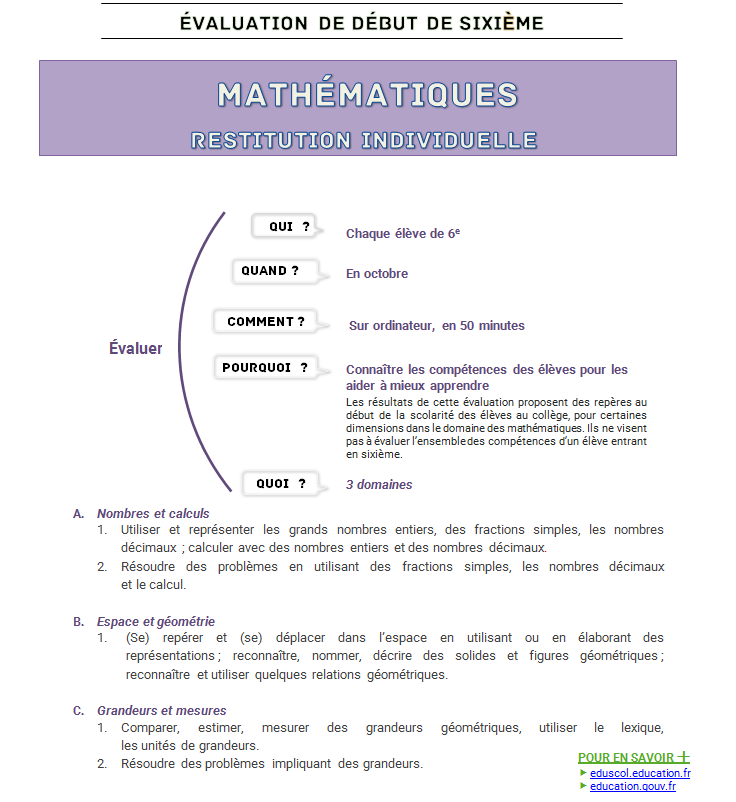 ÉVALUATION DE DÉBUT DE SIXIÈME
MATHÉMATIQUES
RESTITUTION INDIVIDUELLE
QUI ?
Chaque élève de 6e
QUAND ?
En octobre
COMMENT ?
Sur ordinateur, en 50 minutes
Évaluer
POURQUOI ?
Connaître les compétences des élèves pour les
aider à mieux apprendre
Les résultats de cette évaluation proposent des repères au
début de la scolarité des élèves au collège, pour certaines
dimensions dans le domaine des mathématiques. Ils ne visent
pas à évaluer l'ensemble des compétences d'un élève entrant
en sixième.
QUOI ?
3 domaines
A. Nombres et calculs
1. Utiliser et représenter les grands nombres entiers, des fractions simples, les nombres
décimaux ; calculer avec des nombres entiers et des nombres décimaux.
2. Résoudre des problèmes en utilisant des fractions simples, les nombres décimaux
et le calcul.
B. Espace et géométrie
1. (Se) repérer et (se) déplacer dans l'espace en utilisant ou en élaborant des
représentations ; reconnaître, nommer, décrire des solides et figures géométriques ;
reconnaître et utiliser quelques relations géométriques.
C. Grandeurs et mesures
1. Comparer, estimer, mesurer des grandeurs géométriques, utiliser le lexique,
les unités de grandeurs.
2. Résoudre des problèmes impliquant des grandeurs.
POUR EN SAVOIR +
eduscol.education.fr
education.gouv.fr